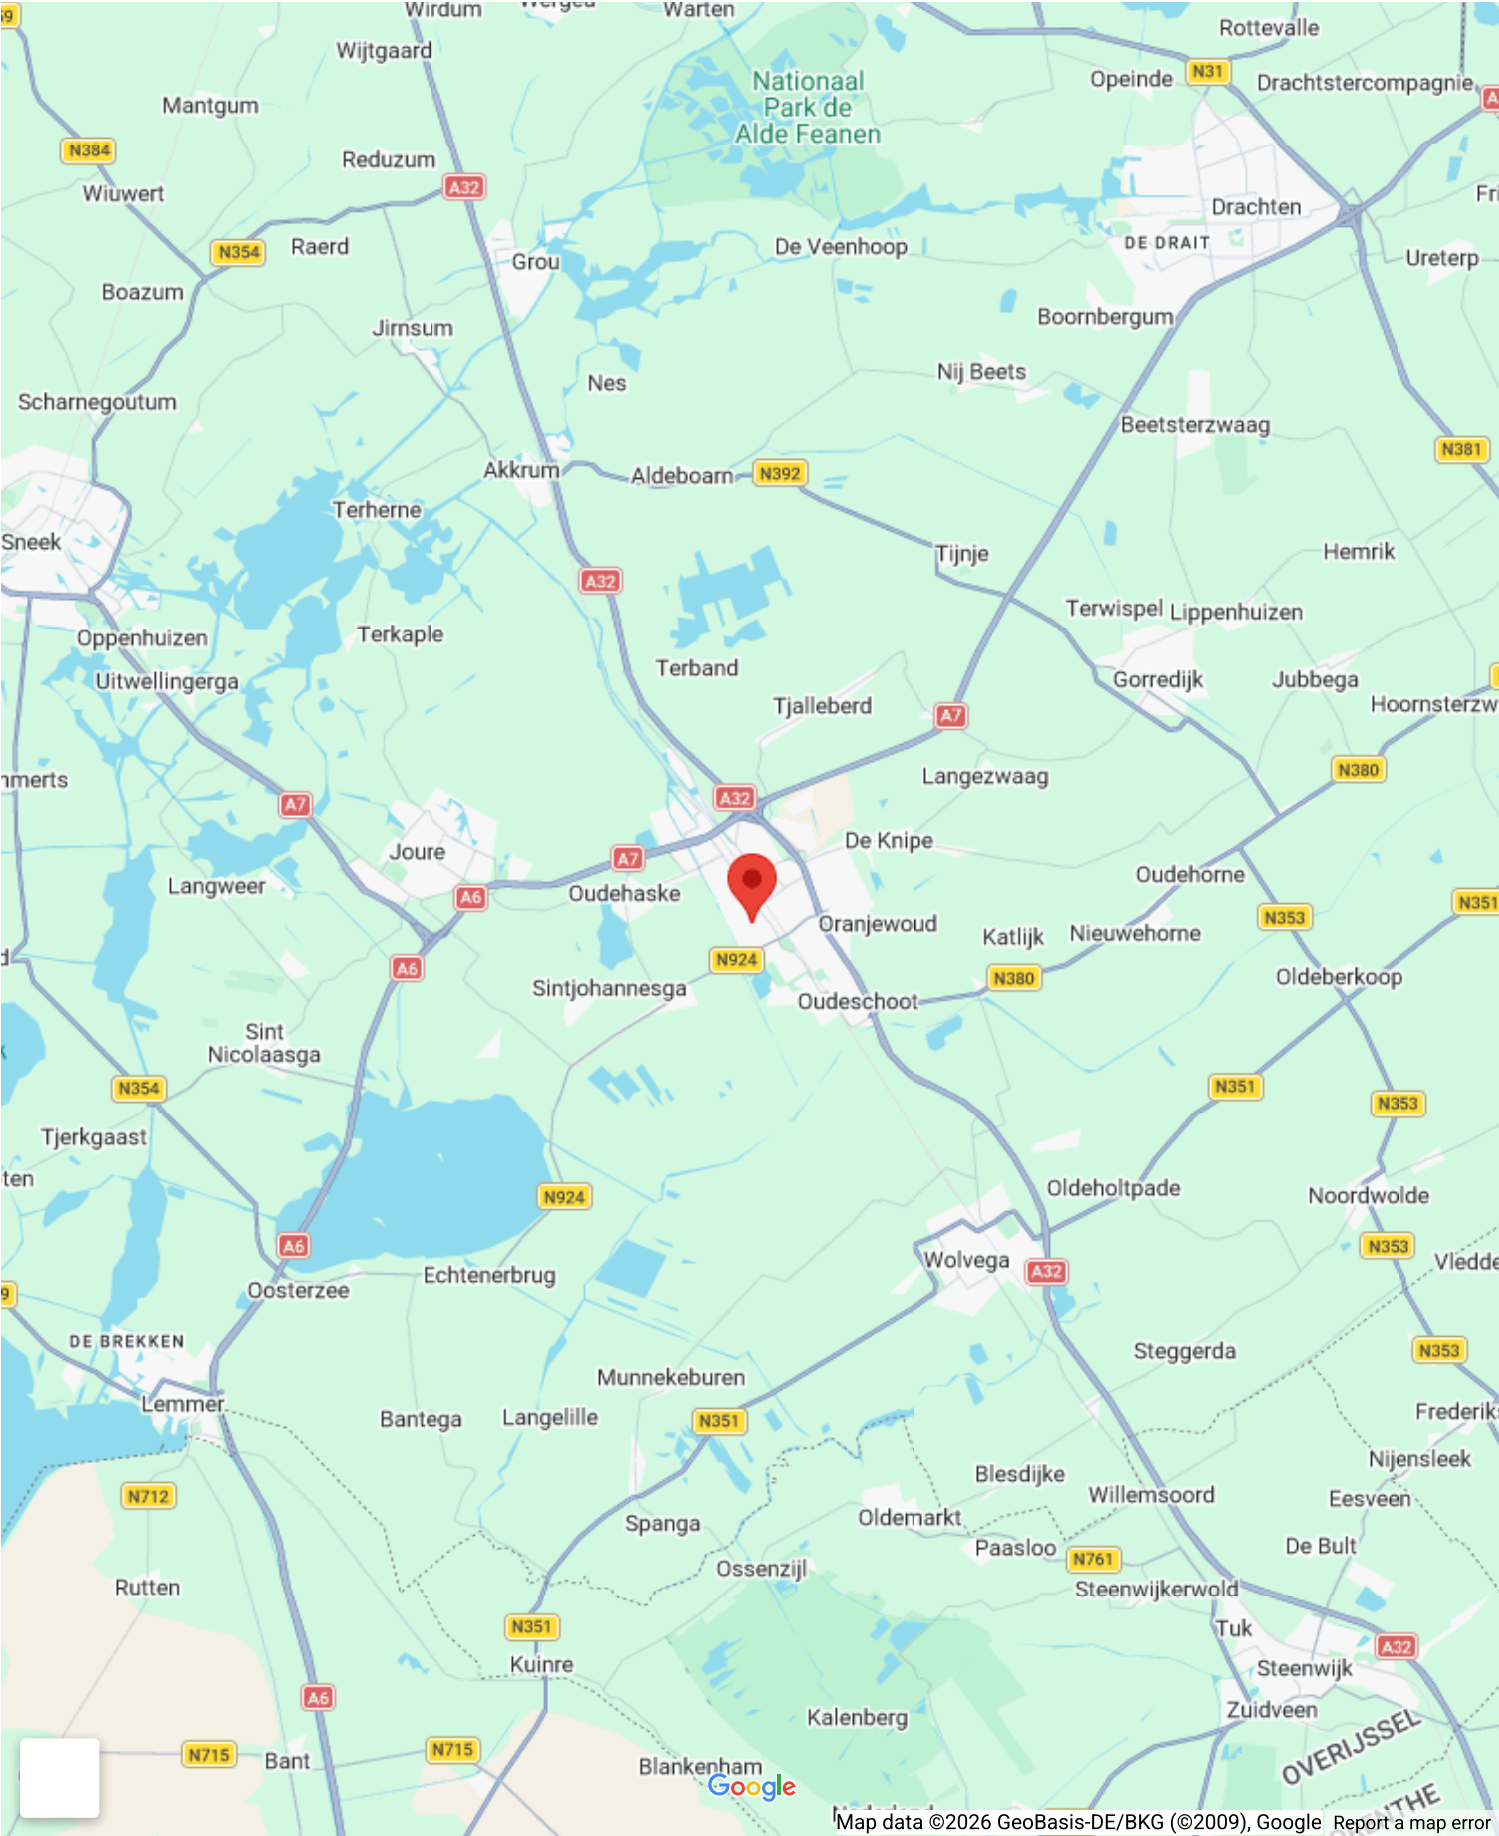 Wirdum
Warten
Rottevalle
Wijtgaard
N31
Opeinde
Drachtstercompagnie
Nationaal
Park de
Alde Feanen
Mantgum
N384
Reduzum
A32
Wiuwert
Drachten
DE DRAIT
N354
Raerd
Grou
De Veenhoop
Ureterp
Boazum
Jirnsum
Boornbergum
Nes
Nij Beets
Scharnegoutum
Beetsterzwaag
N381
Akkrum
Aldeboarn
N392
Terherne
Sneek
Tijnje
Hemrik
A32
Terwispel
Lippenhuizen
Oppenhuizen
Terkaple
Terband
Uitwellingerga
Gorredijk
Jubbega
Tjalleberd
A7
Hoornsterzw
N380
Langezwaag
A32
A7
De Knipe
Joure
A7
Oudehorne
Langweer
A6
Oudehaske
N351
N353
Oranjewoud
Katlijk
Nieuwehorne
N924
A6
N380
Oldeberkoop
Sintjohannesga
Oudeschoot
Sint
Nicolaasga
N354
N351
N353
Tjerkgaast
N924
Oldeholtpade
Noordwolde
A6
N353
Wolvega
A32
Vledde
Echtenerbrug
Oosterzee
DE BREKKEN
Steggerda
N353
Munnekeburen
Lemmer
Bantega
Langelille
N351
Frederiks
Nijensleek
Blesdijke
N712
Willemsoord
Eesveen
Oldemarkt
Spanga
Paasloo
De Bult
N761
Ossenzijl
Rutten
Steenwijkerwold
N351
Tuk
A32
Kuinre
Steenwijk
A6
Zuidveen
Kalenberg
OVERIJSSEL
N715
Bant
N715
Blankenham
Google
Map data ©2026 GeoBasis-DE/BKG (©2009), Google
Report a map error